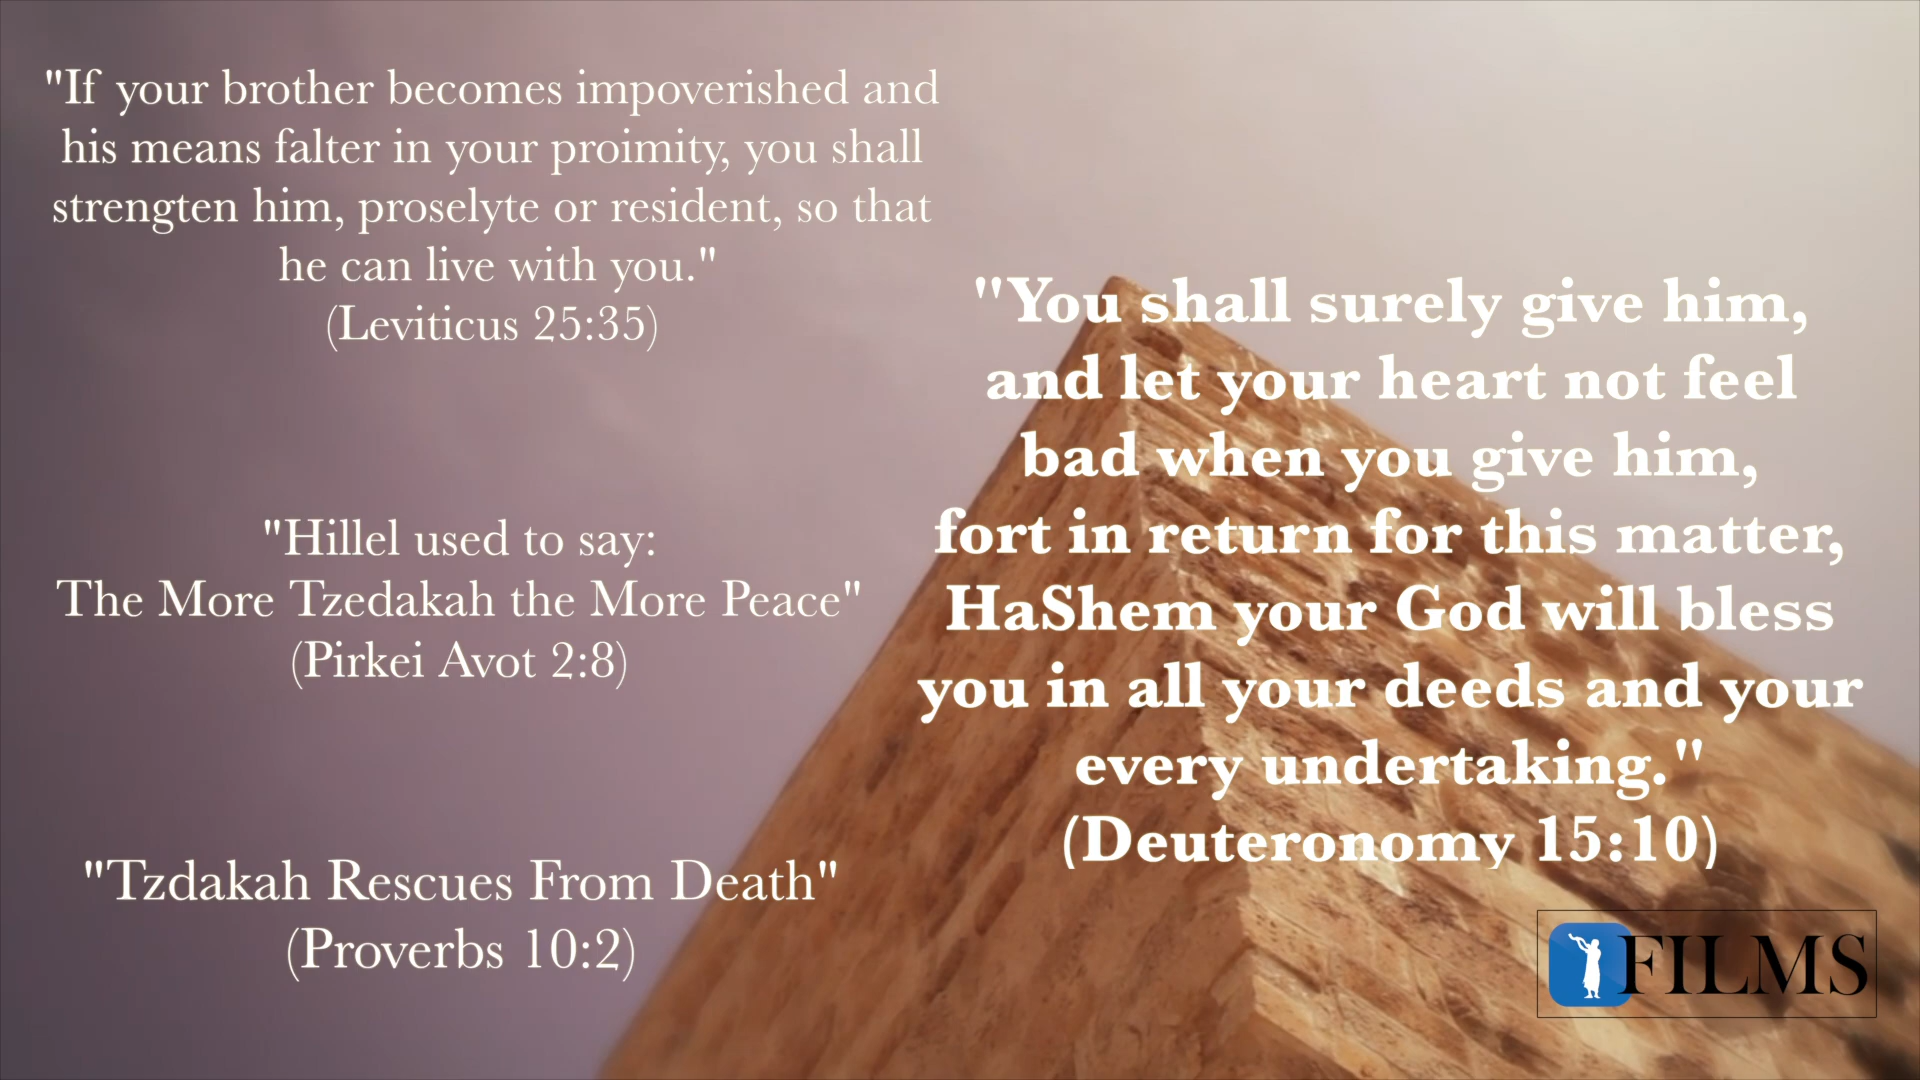 "If your brother becomes impoverished and
his means falter in your proimity, you shall
strengten him, proselyte or resident, so that
he can live with you."
(Leviticus 25:35)
"Hillel used to say:
The More Tzedakah the More Peace"
(Pirkei Avot 2:8)
"Tzdakah Rescues From Death"
(Proverbs 10:2)
"You shall surely give him,
and let your heart not feel
bad when you give him,
fort in return for this matter,
HaShem your God will bless
you in all your deeds and your
every undertaking."
(Deuteronomy 15:10)
FILMS